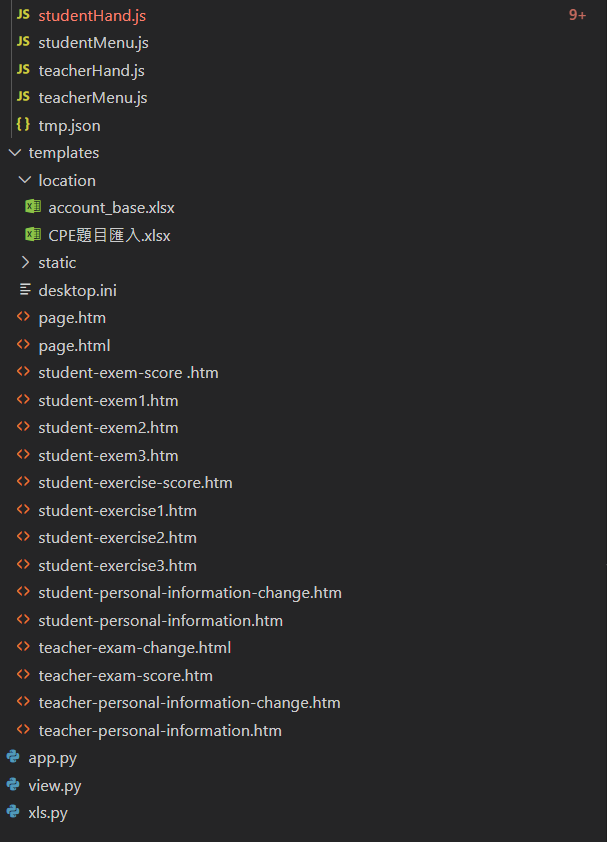 JS studentHand.js 9+
JS studentMenu.js
JS teacherHand.js
JS teacherMenu.js
{} tmp.json
templates
location
account_base.xlsx
CPE題目匯入.xlsx
static
desktop.ini
<> page.htm
<> page.html
<> student-exem-score .htm
<> student-exem1.htm
<> student-exem2.htm
<> student-exem3.htm
<> student-exercise-score.htm
<> student-exercise1.htm
<> student-exercise2.htm
<> student-exercise3.htm
<> student-personal-information-change.htm
<> student-personal-information.htm
<> teacher-exam-change.html
<> teacher-exam-score.htm
<> teacher-personal-information-change.htm
<> teacher-personal-information.htm
app.py
view.py
xls.py